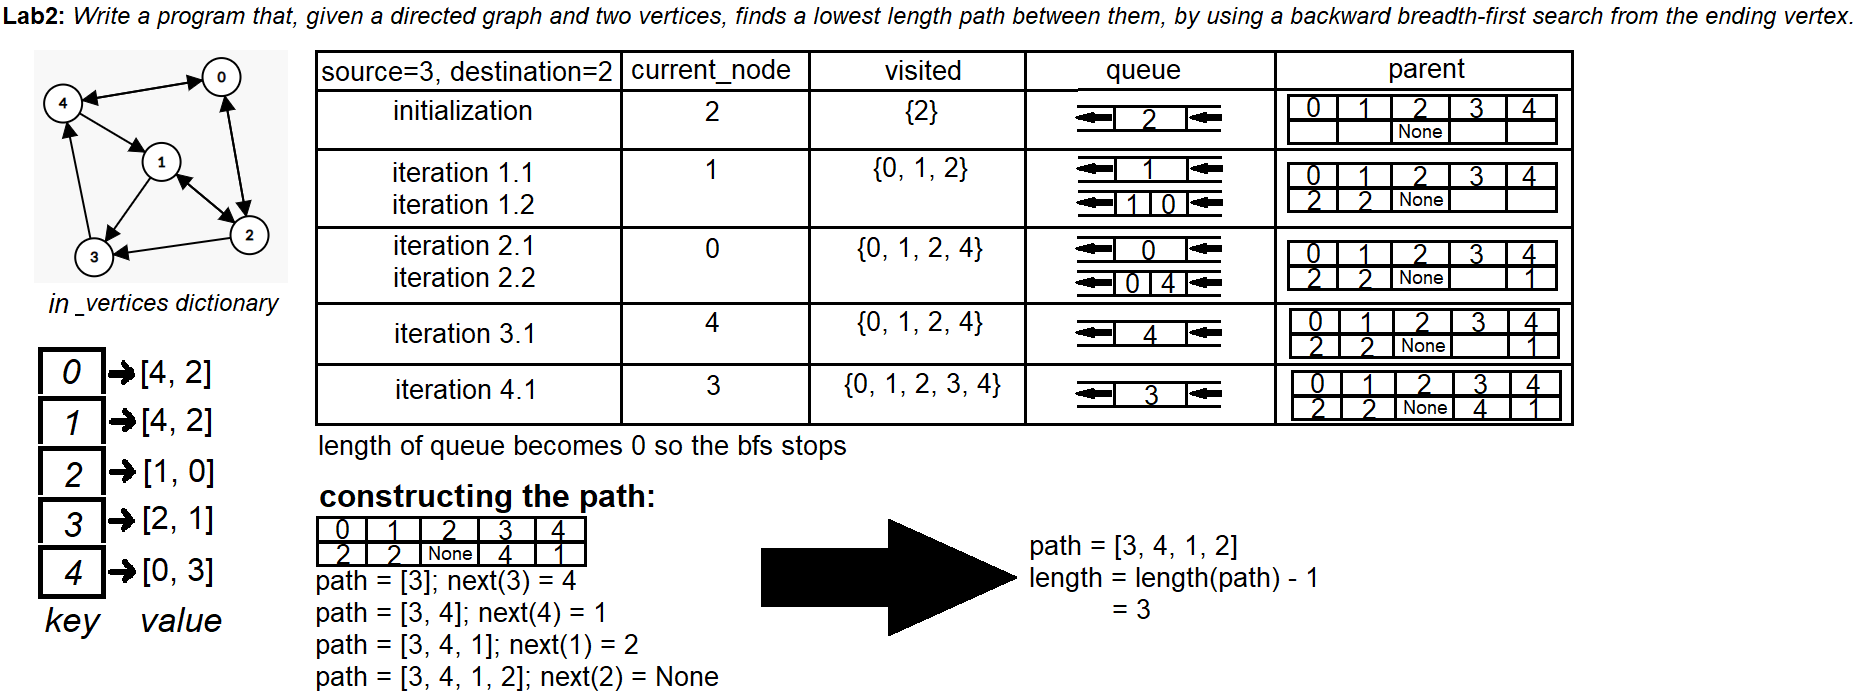 Lab2: Write a program that, given a directed graph and two vertices, finds a lowest length path between them, by using a backward breadth-first search from the ending vertex.
0
4
1
2
3
in _vertices dictionary
0 [4, 2]
1 [4, 2]
2 [1, 0]
3 [2, 1]
4 [0, 3]
key value
source=3, destination=2 current_node visited queue parent
initialization 2 {2} 2 0 1 2 3 4
None
iteration 1.1 1 {0, 1, 2} 1 0 1 2 3 4
iteration 1.2 1 0 2 2 None
iteration 2.1 0 {0, 1, 2, 4} 0 0 1 2 3 4
iteration 2.2 0 4 2 2 None 1
iteration 3.1 4 {0, 1, 2, 4} 4 0 1 2 3 4
2 2 None 1
iteration 4.1 3 {0, 1, 2, 3, 4} 3 0 1 2 3 4
2 2 None 4 1
length of queue becomes 0 so the bfs stops
constructing the path:
0 1 2 3 4
2 2 None 4 1
path = [3]; next(3) = 4
path = [3, 4]; next(4) = 1
path = [3, 4, 1]; next(1) = 2
path = [3, 4, 1, 2]; next(2) = None
path = [3, 4, 1, 2]
length = length(path) - 1
= 3